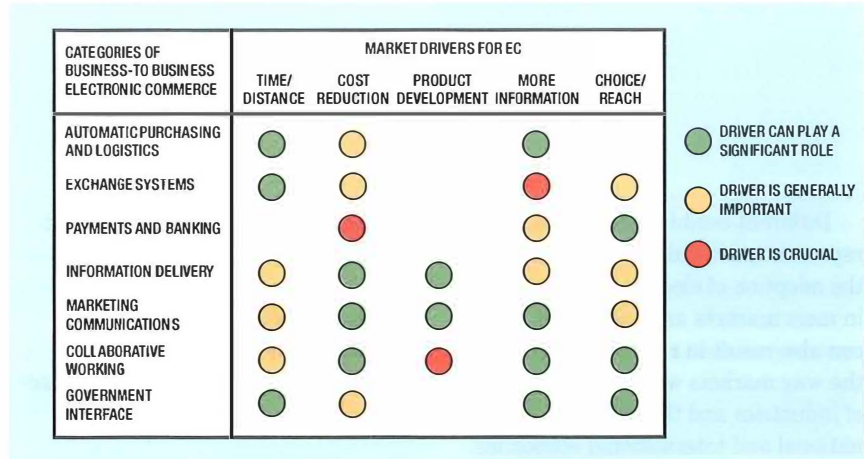 CATEGORIES OF
BUSINESS-TO BUSINESS
ELECTRONIC COMMERCE
MARKET DRIVERS FOR EC
TIME/
DISTANCE
COST
REDUCTION
PRODUCT
DEVELOPMENT
MORE
INFORMATION
CHOICE/
REACH
AUTOMATIC PURCHASING
AND LOGISTICS
EXCHANGE SYSTEMS
PAYMENTS AND BANKING
INFORMATION DELIVERY
MARKETING
COMMUNICATIONS
COLLABORATIVE
WORKING
GOVERNMENT
INTERFACE
DRIVER CAN PLAY A
SIGNIFICANT ROLE
DRIVER IS GENERALLY
IMPORTANT
DRIVER IS CRUCIAL